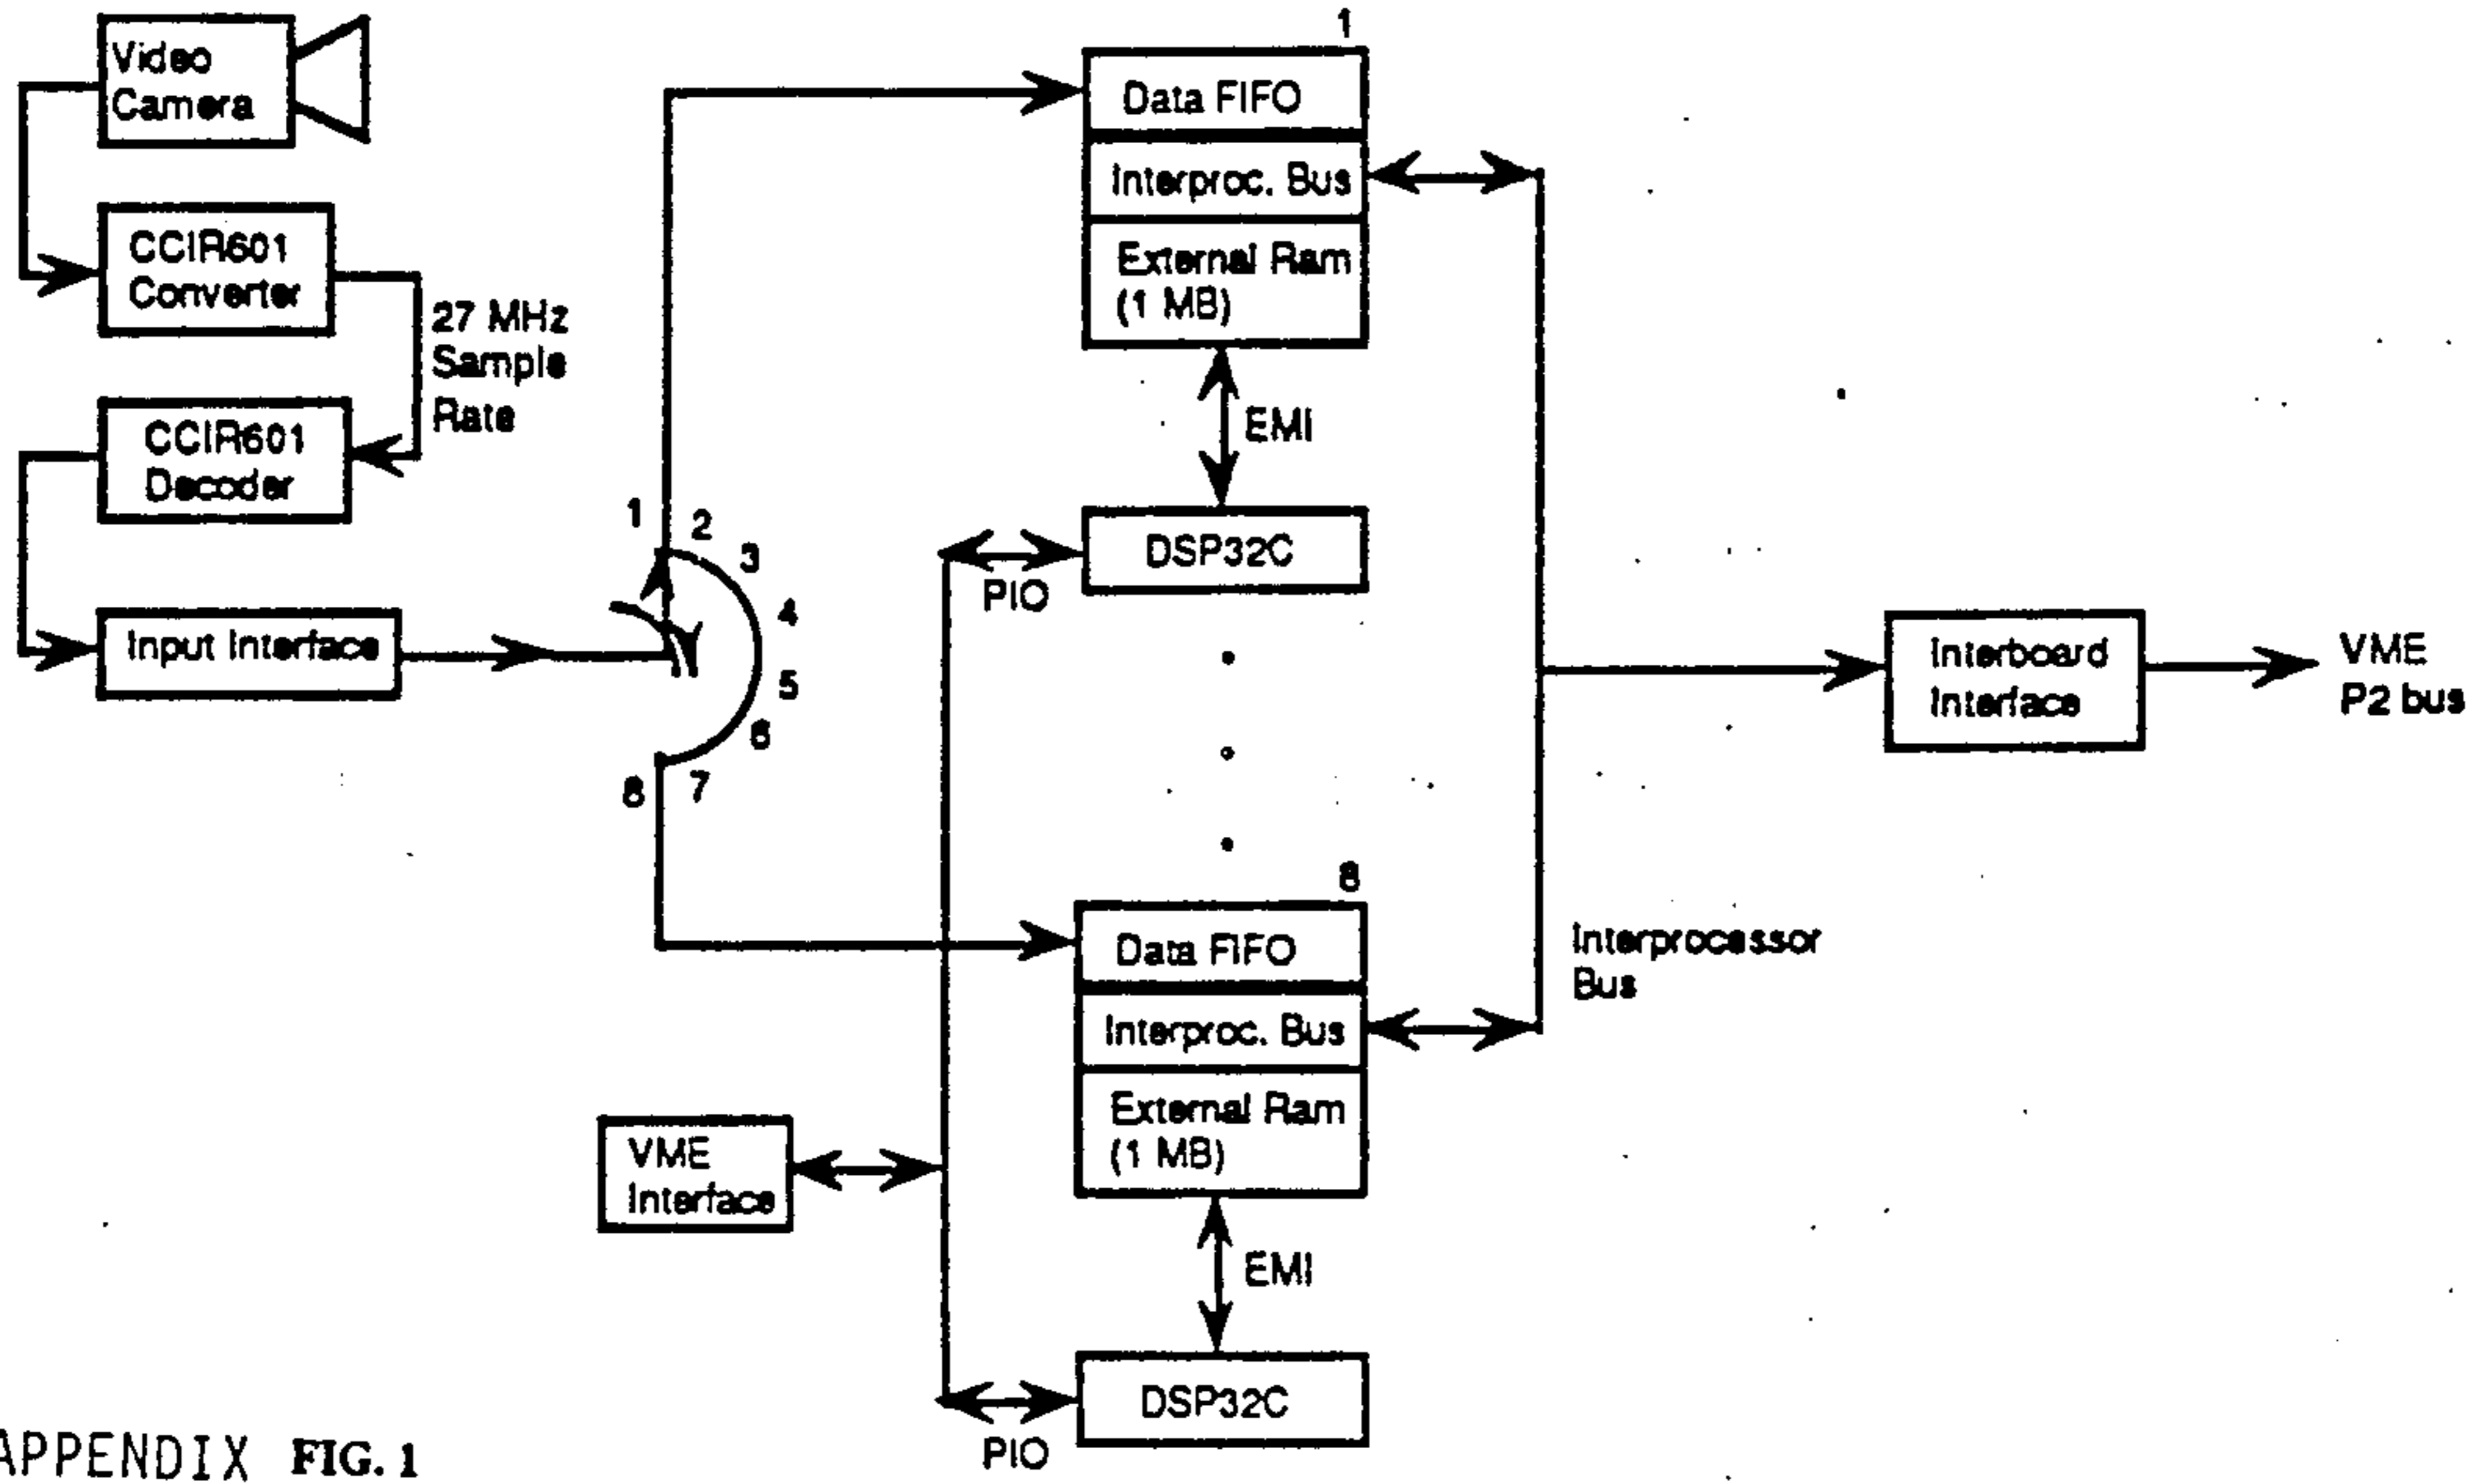 Video
Camera
CCIR601
Converter
27 MHz
Sample
Rate
CCIR601
Decoder
Input Interface
1
2
3
4
5
6
7
8
1
Data FIFO
Interproc. Bus
External Ram
(1 MB)
EMI
DSP32C
PIO
8
Data FIFO
Interproc. Bus
External Ram
(1 MB)
EMI
DSP32C
PIO
VME
Interface
Interprocessor
Bus
Interboard
Interface
VME
P2 bus
APPENDIX FIG. 1